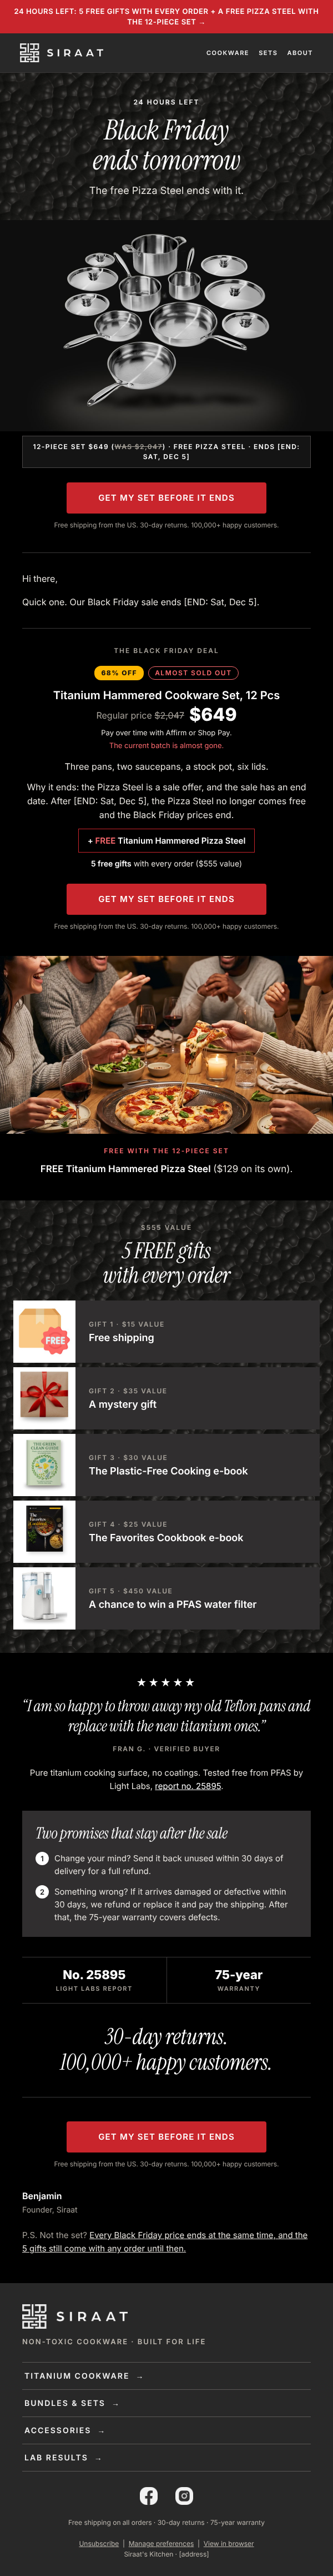 24 HOURS LEFT: 5 FREE GIFTS WITH EVERY ORDER + A FREE PIZZA STEEL WITH
THE 12-PIECE SET →
SIRAAT
COOKWARE SETS ABOUT
24 HOURS LEFT
Black Friday
ends tomorrow
The free Pizza Steel ends with it.
12-PIECE SET $649 (WAS $2,047) · FREE PIZZA STEEL · ENDS [END:
SAT, DEC 5]
GET MY SET BEFORE IT ENDS
Free shipping from the US. 30-day returns. 100,000+ happy customers.
Hi there,
Quick one. Our Black Friday sale ends [END: Sat, Dec 5].
THE BLACK FRIDAY DEAL
68% OFF ALMOST SOLD OUT
Titanium Hammered Cookware Set, 12 Pcs
Regular price $2,047 $649
Pay over time with Affirm or Shop Pay.
The current batch is almost gone.
Three pans, two saucepans, a stock pot, six lids.
Why it ends: the Pizza Steel is a sale offer, and the sale has an end
date. After [END: Sat, Dec 5], the Pizza Steel no longer comes free
and the Black Friday prices end.
+ FREE Titanium Hammered Pizza Steel
5 free gifts with every order ($555 value)
GET MY SET BEFORE IT ENDS
Free shipping from the US. 30-day returns. 100,000+ happy customers.
FREE WITH THE 12-PIECE SET
FREE Titanium Hammered Pizza Steel ($129 on its own).
$555 VALUE
5 FREE gifts
with every order
FREE
GIFT 1 · $15 VALUE
Free shipping
GIFT 2 · $35 VALUE
A mystery gift
GIFT 3 · $30 VALUE
The Plastic-Free Cooking e-book
The Favorites
GIFT 4 · $25 VALUE
The Favorites Cookbook e-book
GIFT 5 · $450 VALUE
A chance to win a PFAS water filter
★★★★★
“I am so happy to throw away my old Teflon pans and
replace with the new titanium ones.”
FRAN G. · VERIFIED BUYER
Pure titanium cooking surface, no coatings. Tested free from PFAS by
Light Labs, report no. 25895.
Two promises that stay after the sale
1 Change your mind? Send it back unused within 30 days of
delivery for a full refund.
2 Something wrong? If it arrives damaged or defective within
30 days, we refund or replace it and pay the shipping. After
that, the 75-year warranty covers defects.
No. 25895
LIGHT LABS REPORT
75-year
WARRANTY
30-day returns.
100,000+ happy customers.
GET MY SET BEFORE IT ENDS
Free shipping from the US. 30-day returns. 100,000+ happy customers.
Benjamin
Founder, Siraat
P.S. Not the set? Every Black Friday price ends at the same time, and the
5 gifts still come with any order until then.
SIRAAT
NON-TOXIC COOKWARE · BUILT FOR LIFE
TITANIUM COOKWARE →
BUNDLES & SETS →
ACCESSORIES →
LAB RESULTS →
Free shipping on all orders · 30-day returns · 75-year warranty
Unsubscribe | Manage preferences | View in browser
Siraat's Kitchen · [address]